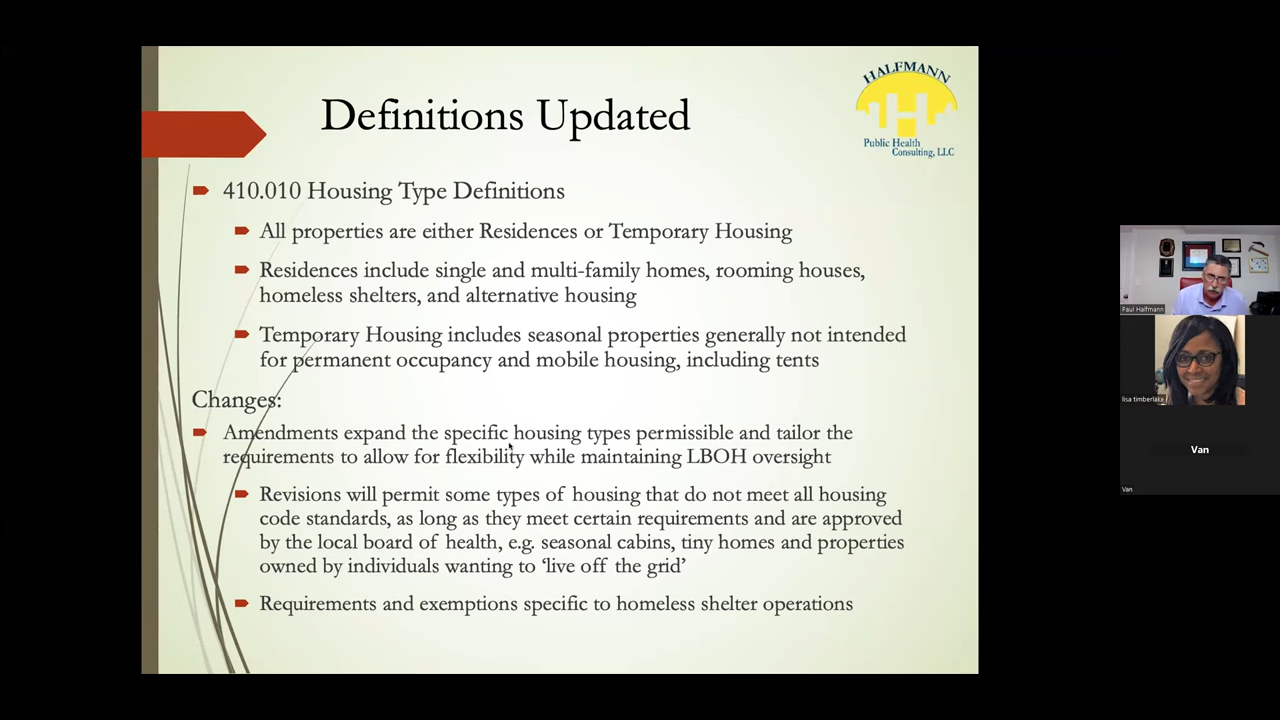 Definitions Updated
HALFMANN
Public Health
Consulting, LLC
410.010 Housing Type Definitions
All properties are either Residences or Temporary Housing
Residences include single and multi-family homes, rooming houses,
homeless shelters, and alternative housing
Temporary Housing includes seasonal properties generally not intended
for permanent occupancy and mobile housing, including tents
Changes:
Amendments expand the specific housing types permissible and tailor the
requirements to allow for flexibility while maintaining LBOH oversight
Revisions will permit some types of housing that do not meet all housing
code standards, as long as they meet certain requirements and are approved
by the local board of health, e.g. seasonal cabins, tiny homes and properties
owned by individuals wanting to ‘live off the grid’
Requirements and exemptions specific to homeless shelter operations
Paul Halfmann
lisa timberlake
Van
Van